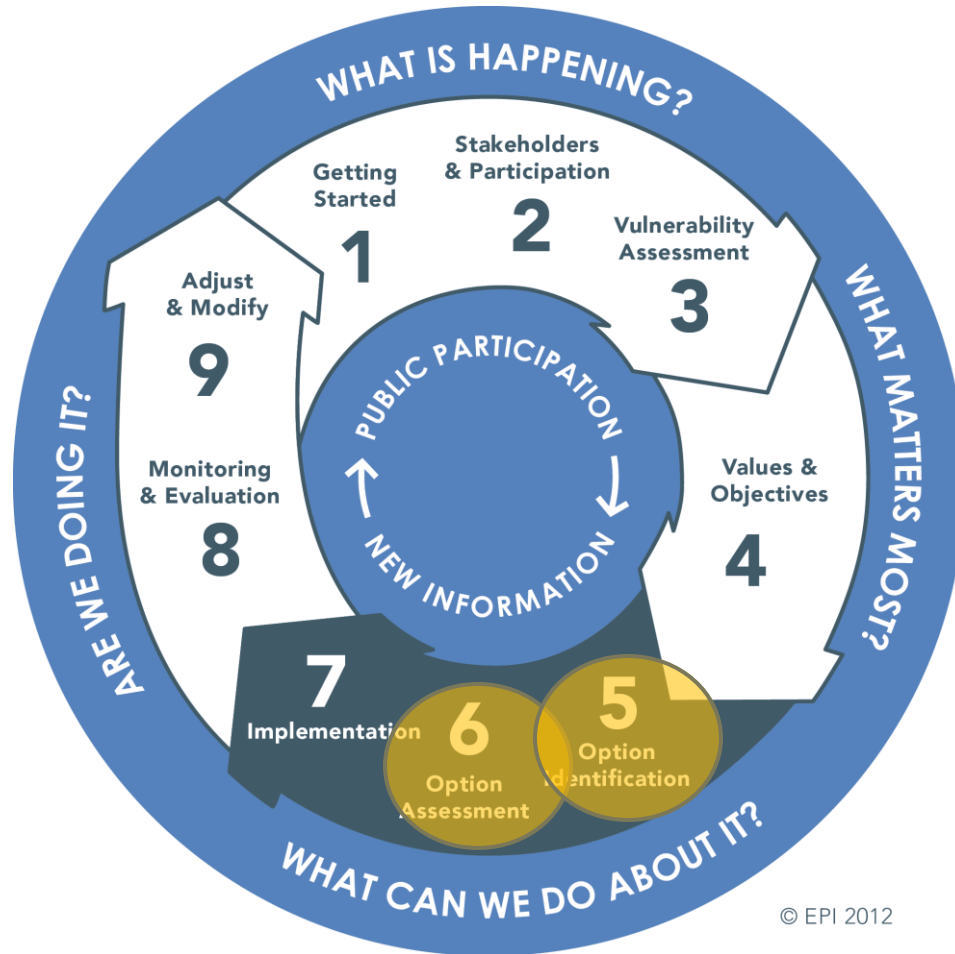 WHAT IS HAPPENING?
Getting
Started
1
Stakeholders
& Participation
2
Vulnerability
Assessment
3
WHAT MATTERS MOST?
Values &
Objectives
4
5
Option
Identification
6
Option
Assessment
7
Implementation
WHAT CAN WE DO ABOUT IT?
Monitoring
& Evaluation
8
Adjust
& Modify
9
ARE WE DOING IT?
PUBLIC PARTICIPATION
NEW INFORMATION
© EPI 2012